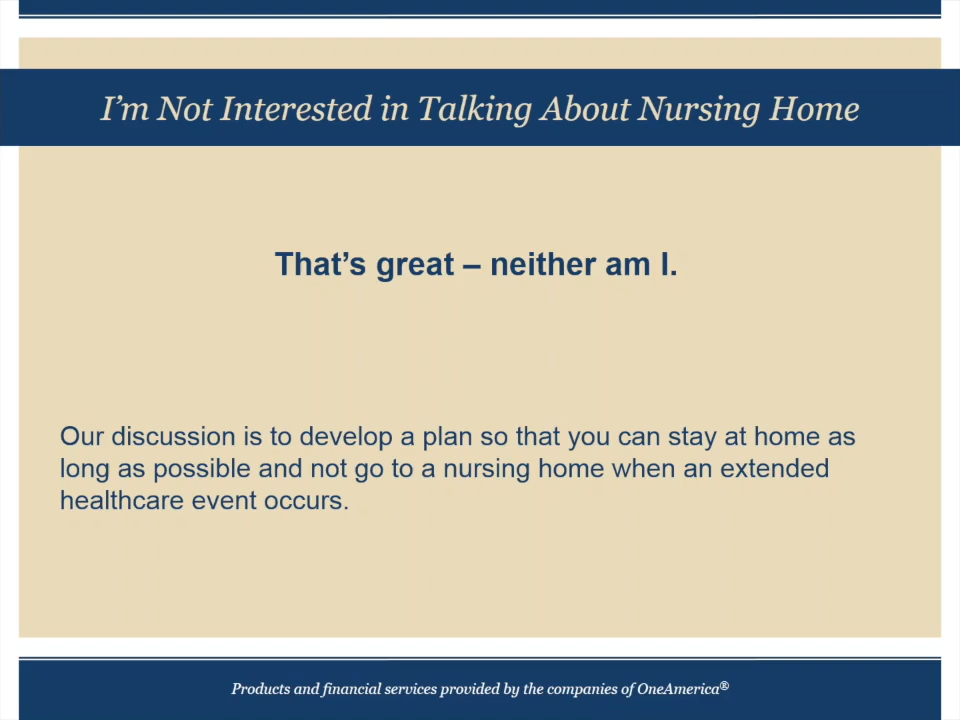 I’m Not Interested in Talking About Nursing Home
That’s great – neither am I.
Our discussion is to develop a plan so that you can stay at home as
long as possible and not go to a nursing home when an extended
healthcare event occurs.
Products and financial services provided by the companies of OneAmerica®